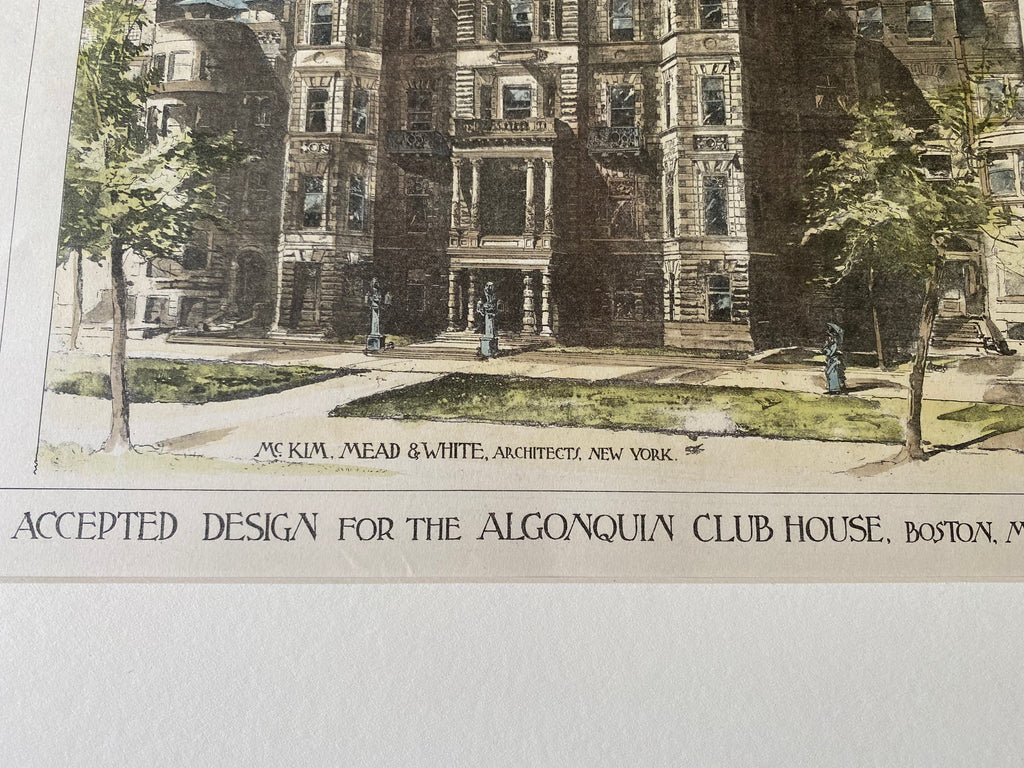 McKIM, MEAD & WHITE, ARCHITECTS, NEW YORK.
ACCEPTED DESIGN FOR THE ALGONQUIN CLUB HOUSE, BOSTON,